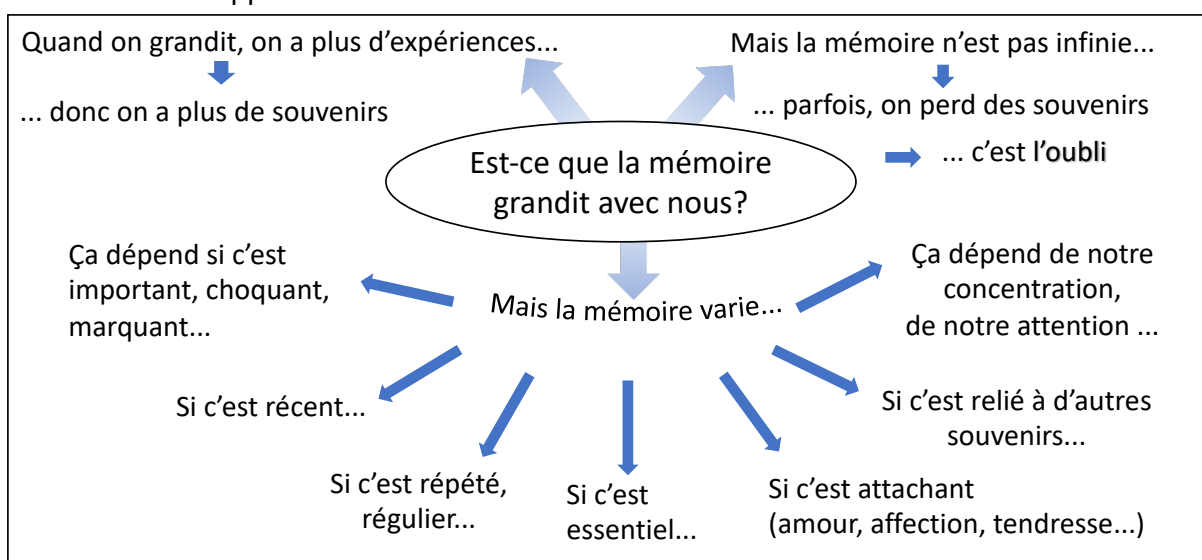 Quand on grandit, on a plus d'expériences...
... donc on a plus de souvenirs
Mais la mémoire n'est pas infinie...
... parfois, on perd des souvenirs
... c'est l'oubli
Est-ce que la mémoire
grandit avec nous?
Mais la mémoire varie...
Ça dépend si c'est
important, choquant,
marquant...
Si c'est récent...
Si c'est répété,
régulier...
Si c'est
essentiel...
Si c'est attachant
(amour, affection, tendresse...)
Si c'est relié à d'autres
souvenirs...
Ça dépend de notre
concentration,
de notre attention ...